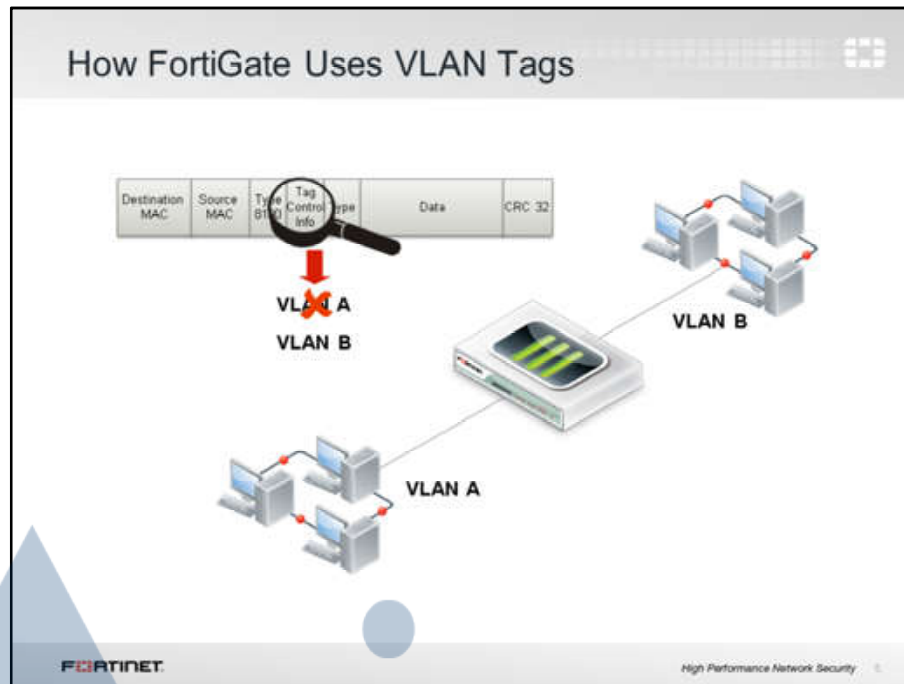 How FortiGate Uses VLAN Tags
Destination MAC
Source MAC
Type 8100
Tag Control Info
Type
Data
CRC 32
VLAN A
VLAN B
VLAN B
VLAN A
FORTINET
High Performance Network Security